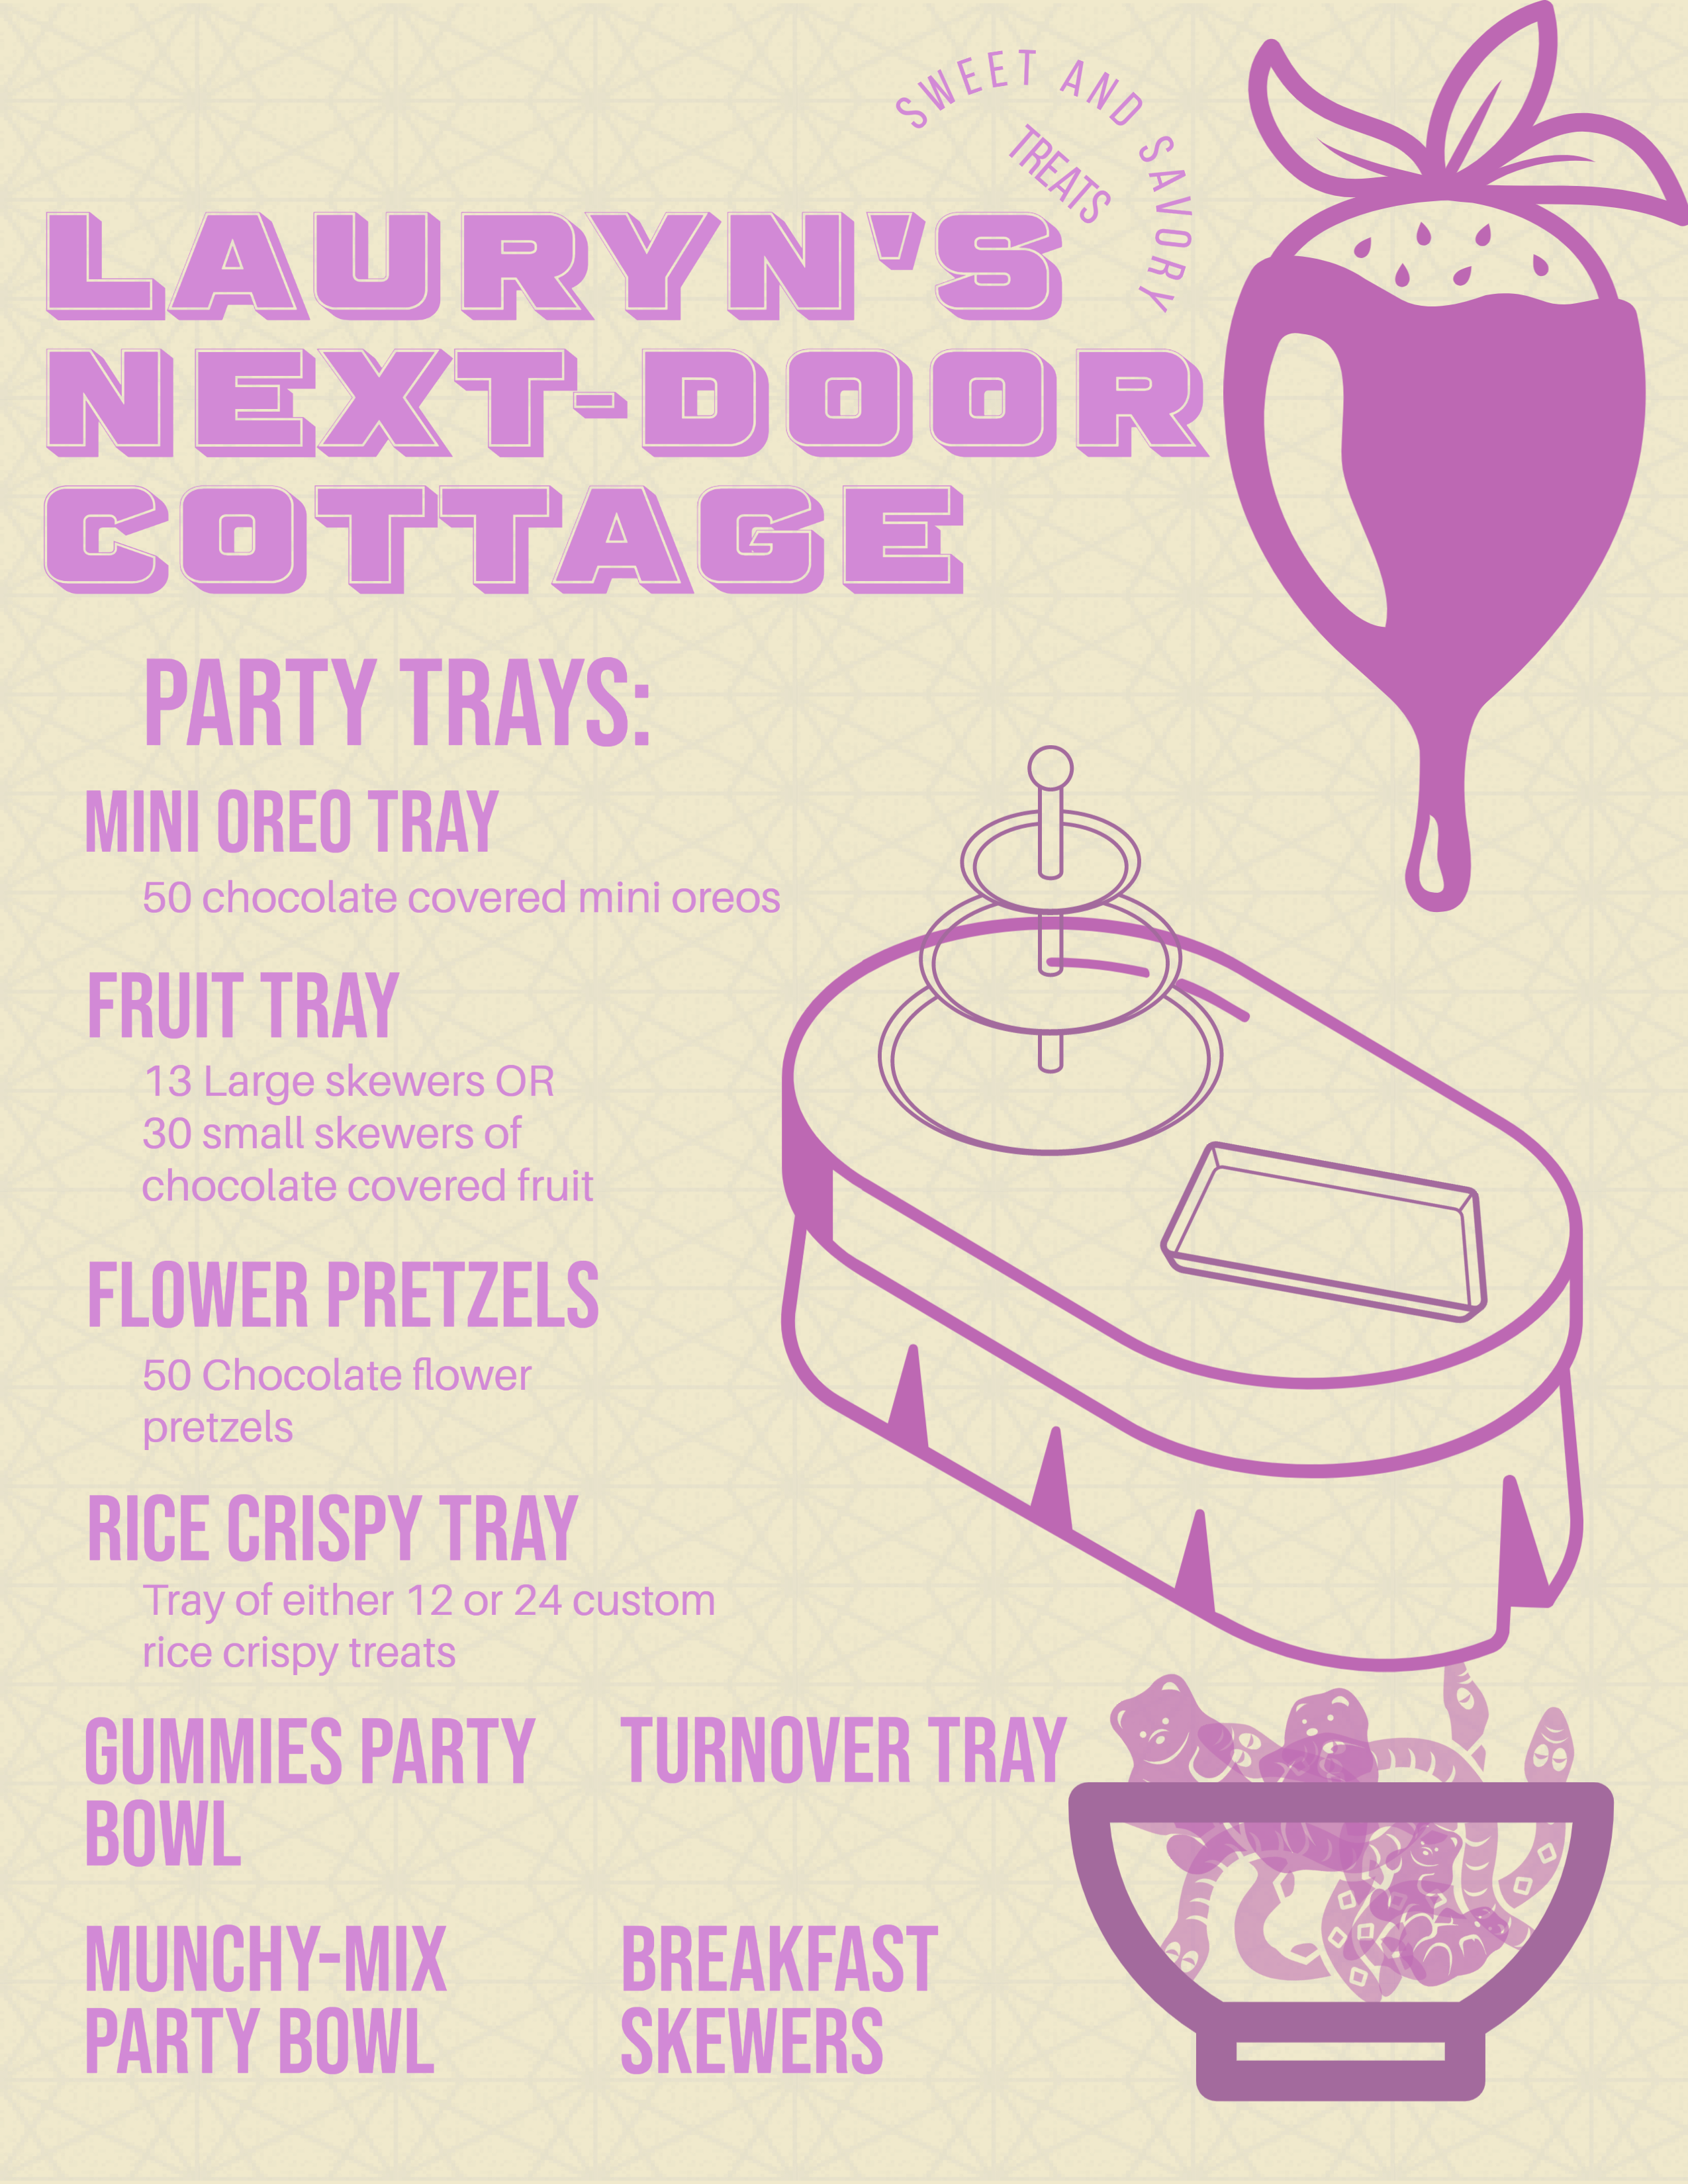 SWEET AND SAVORY
TREATS
LAURYN'S
NEXT-DOOR
COTTAGE
PARTY TRAYS:
MINI OREO TRAY
50 chocolate covered mini oreos
FRUIT TRAY
13 Large skewers OR
30 small skewers of
chocolate covered fruit
FLOWER PRETZELS
50 Chocolate flower
pretzels
RICE CRISPY TRAY
Tray of either 12 or 24 custom
rice crispy treats
GUMMIES PARTY
BOWL
TURNOVER TRAY
MUNCHY-MIX
PARTY BOWL
BREAKFAST
SKEWERS